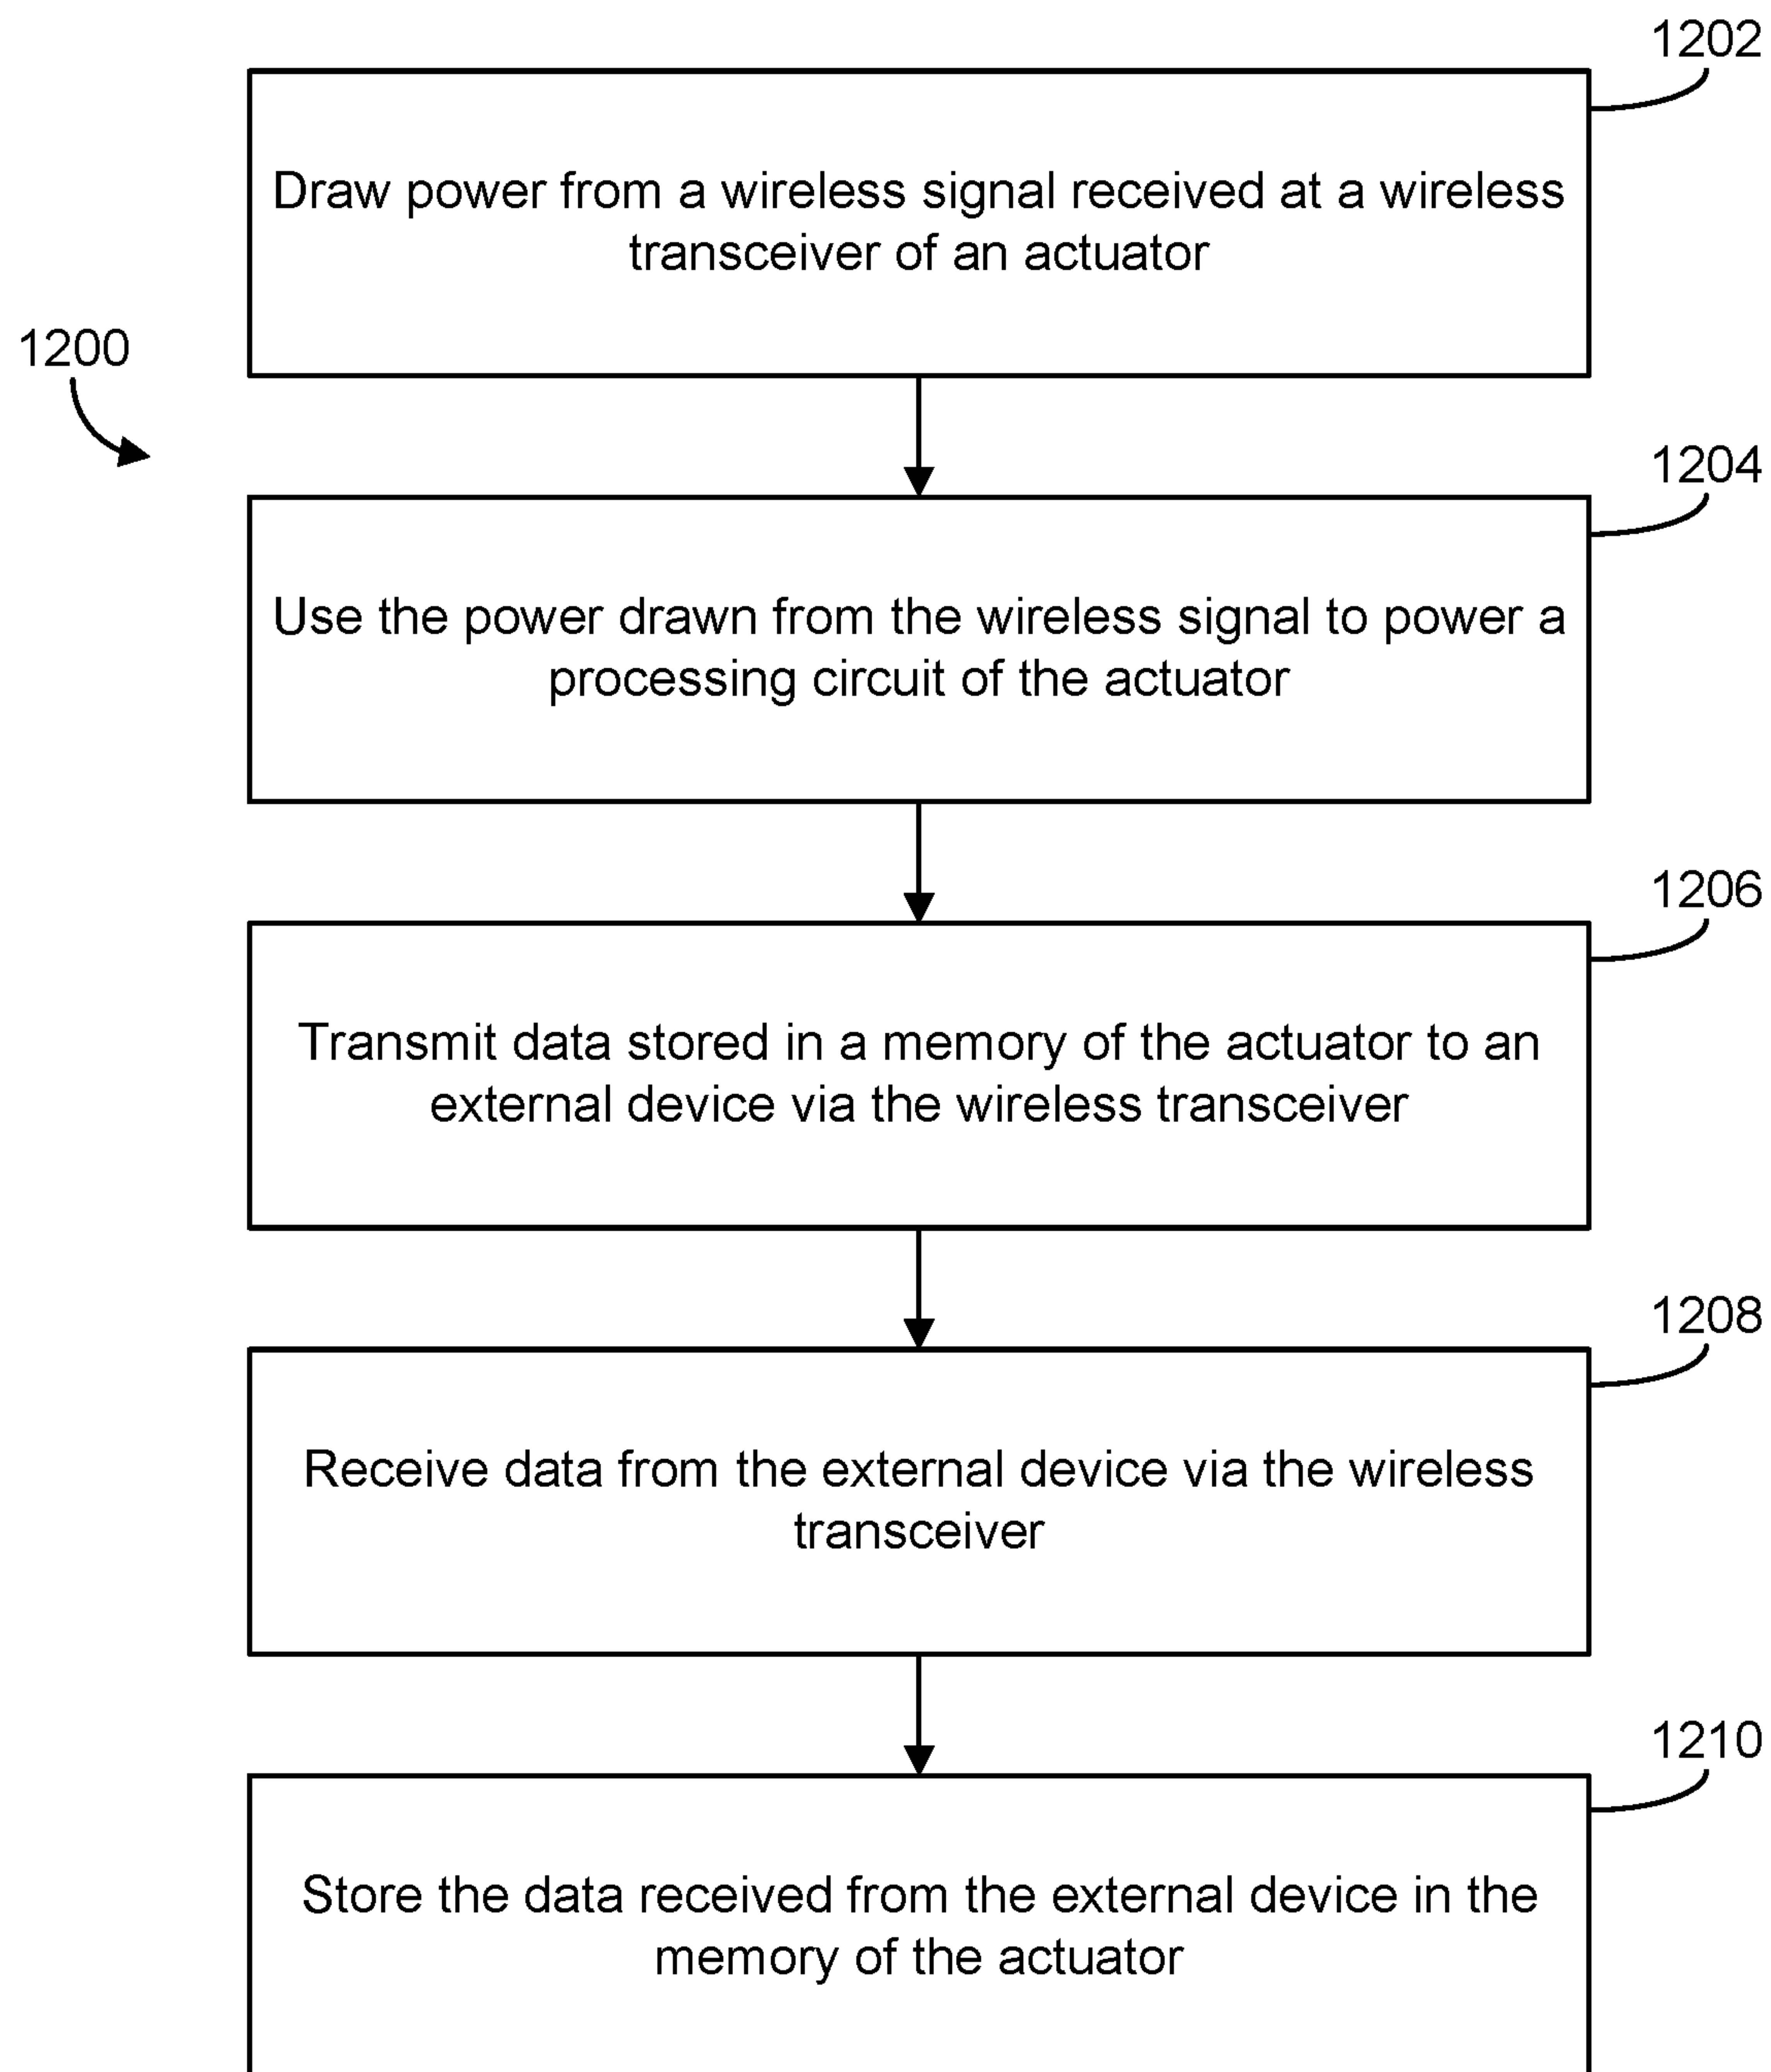 1202
Draw power from a wireless signal received at a wireless
transceiver of an actuator
1200
1204
Use the power drawn from the wireless signal to power a
processing circuit of the actuator
1206
Transmit data stored in a memory of the actuator to an
external device via the wireless transceiver
1208
Receive data from the external device via the wireless
transceiver
1210
Store the data received from the external device in the
memory of the actuator